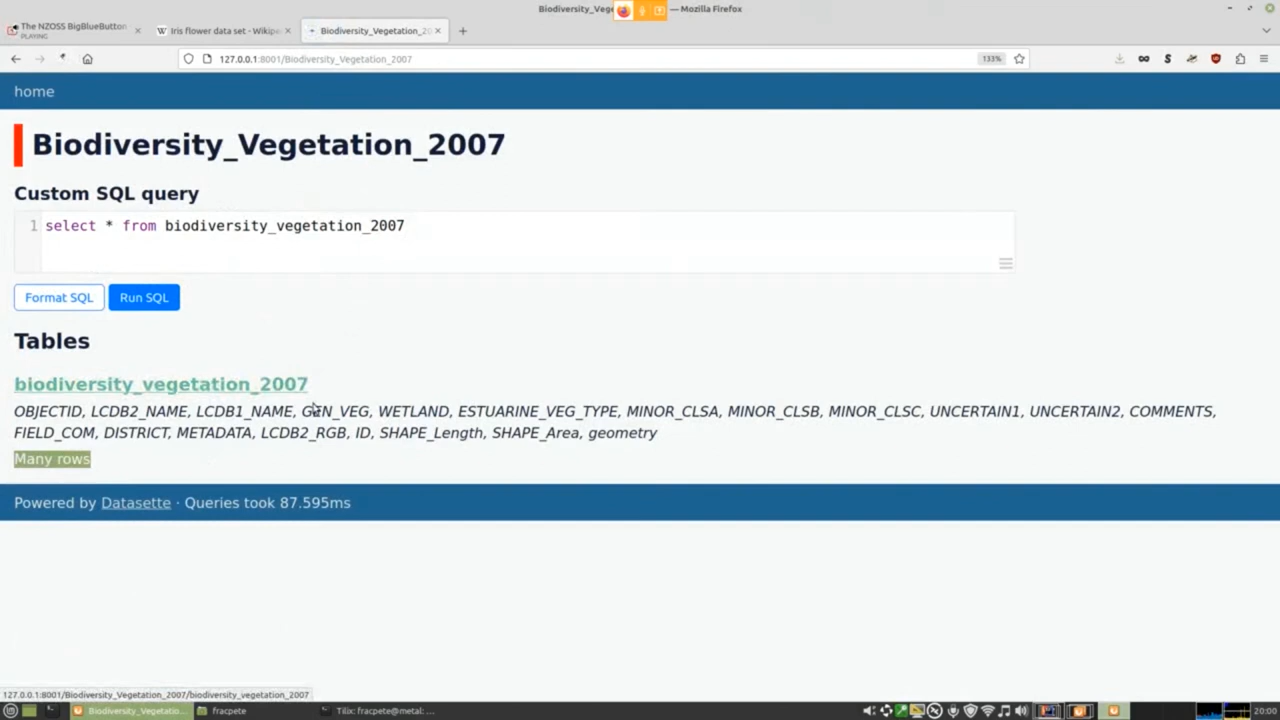 Biodiversity_Vege
— Mozilla Firefox
The NZOSS BigBlueButton
PLAYING
Iris flower data set - Wikipe
Biodiversity_Vegetation_20
127.0.0.1:8001/Biodiversity_Vegetation_2007
133%
home
Biodiversity_Vegetation_2007
Custom SQL query
1 select * from biodiversity_vegetation_2007
Format SQL
Run SQL
Tables
biodiversity_vegetation_2007
OBJECTID, LCDB2_NAME, LCDB1_NAME, GEN_VEG, WETLAND, ESTUARINE_VEG_TYPE, MINOR_CLSA, MINOR_CLSB, MINOR_CLSC, UNCERTAIN1, UNCERTAIN2, COMMENTS,
FIELD_COM, DISTRICT, METADATA, LCDB2_RGB, ID, SHAPE_Length, SHAPE_Area, geometry
Many rows
Powered by Datasette · Queries took 87.595ms
127.0.0.1:8001/Biodiversity_Vegetation_2007/biodiversity_vegetation_2007
Biodiversity_Vegetatio...
fracpete
Tilix: fracpete@metal: ...
20:00